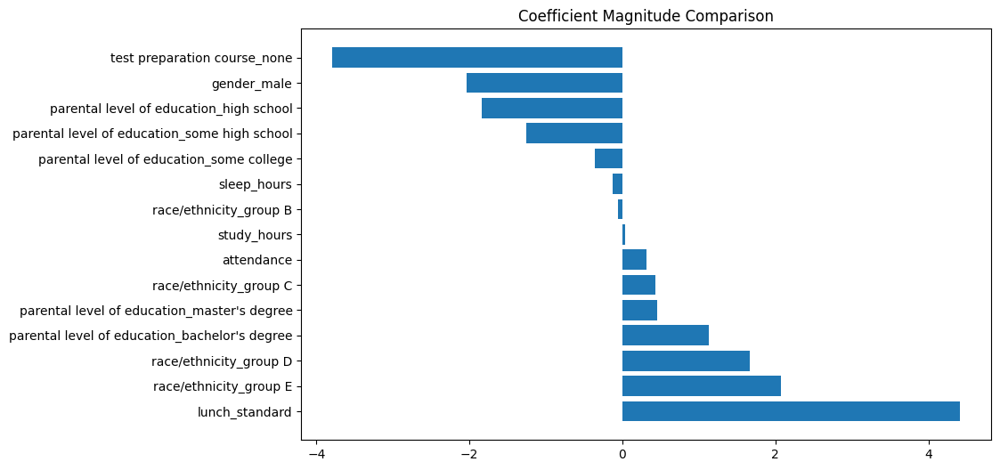 Coefficient Magnitude Comparison
test preparation course_none
gender_male
parental level of education_high school
parental level of education_some high school
parental level of education_some college
sleep_hours
race/ethnicity_group B
study_hours
attendance
race/ethnicity_group C
parental level of education_master's degree
parental level of education_bachelor's degree
race/ethnicity_group D
race/ethnicity_group E
lunch_standard
−4 −2 0 2 4